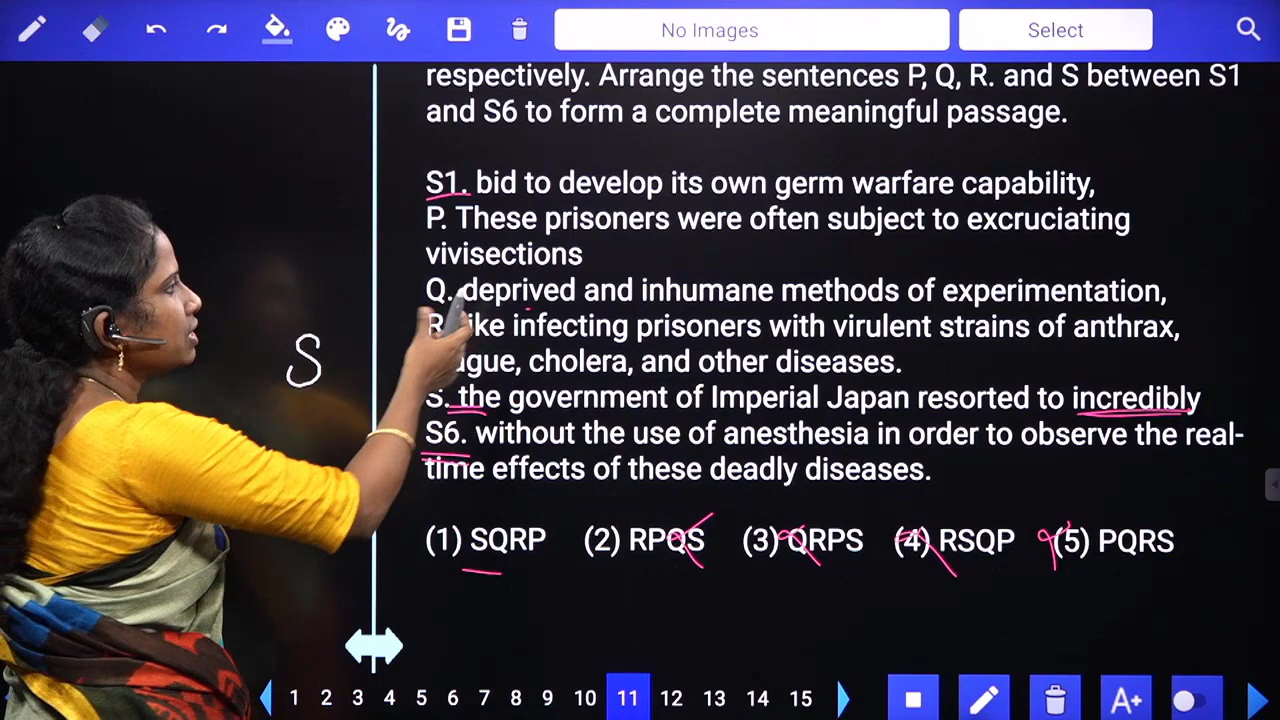 No Images
Select
respectively. Arrange the sentences P, Q, R. and S between S1
and S6 to form a complete meaningful passage.
S1. bid to develop its own germ warfare capability,
P. These prisoners were often subject to excruciating
vivisections
Q. deprived and inhumane methods of experimentation,
R. like infecting prisoners with virulent strains of anthrax,
ague, cholera, and other diseases.
S. the government of Imperial Japan resorted to incredibly
S6. without the use of anesthesia in order to observe the real-
time effects of these deadly diseases.
(1) SQRP (2) RPQS (3) QRPS (4) RSQP (5) PQRS
S
1 2 3 4 5 6 7 8 9 10 11 12 13 14 15
A+